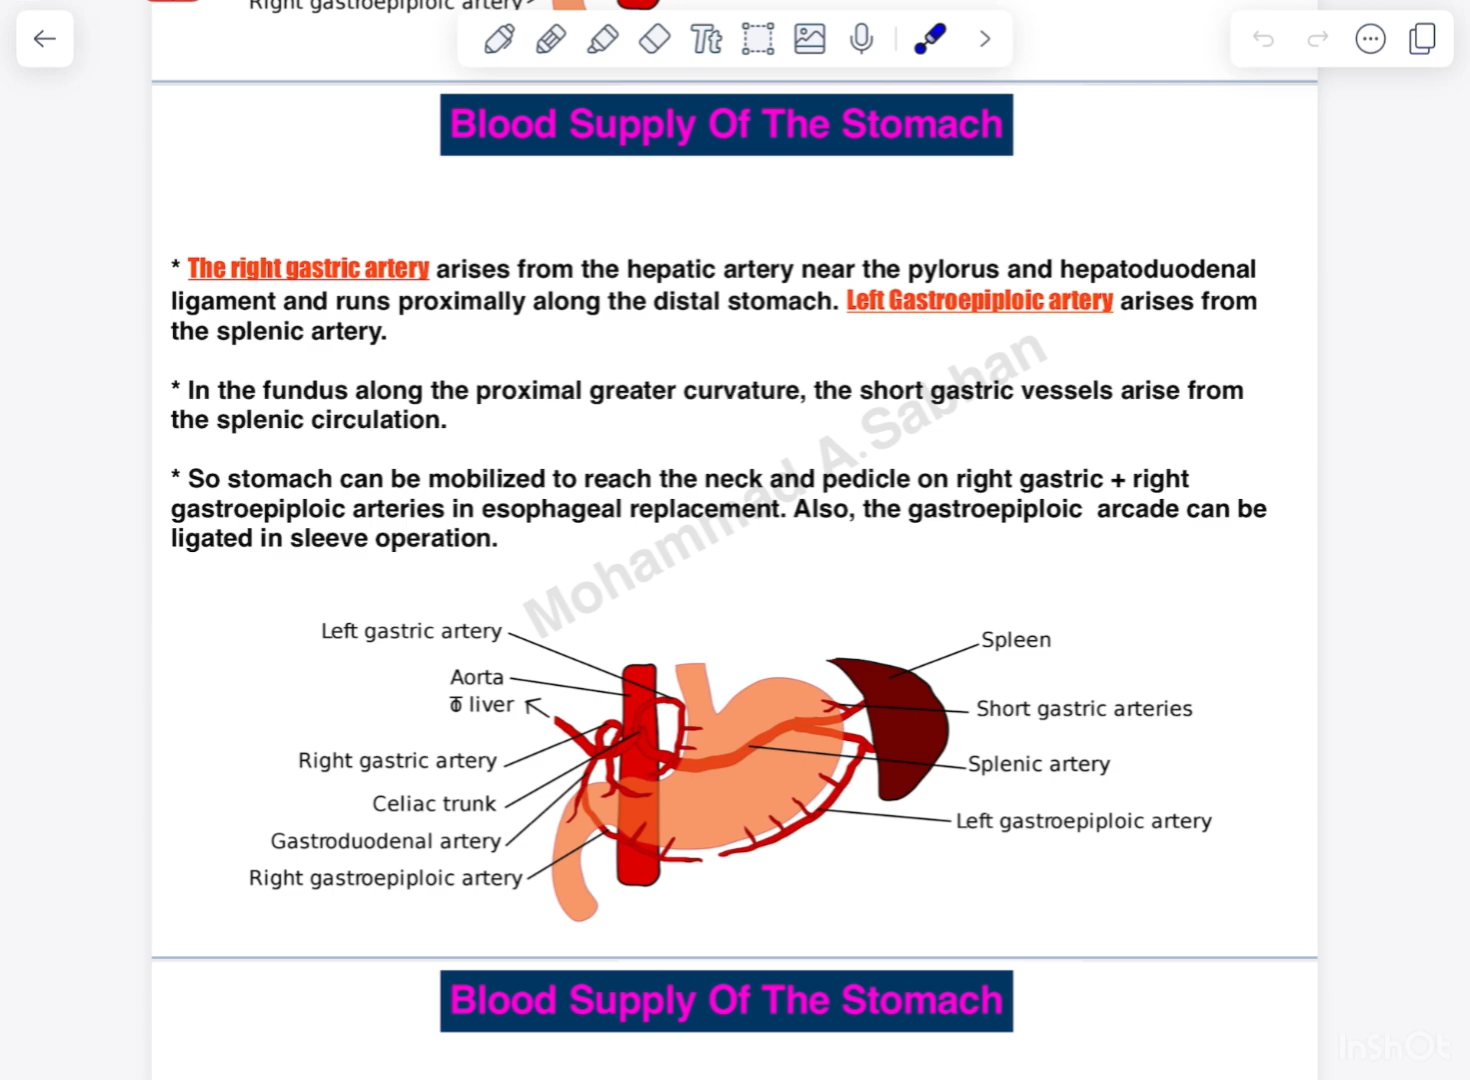 Right gastroepiploic artery
Tt
Blood Supply Of The Stomach
* The right gastric artery arises from the hepatic artery near the pylorus and hepatoduodenal
ligament and runs proximally along the distal stomach. Left Gastroepiploic artery arises from
the splenic artery.
* In the fundus along the proximal greater curvature, the short gastric vessels arise from
the splenic circulation.
* So stomach can be mobilized to reach the neck and pedicle on right gastric + right
gastroepiploic arteries in esophageal replacement. Also, the gastroepiploic arcade can be
ligated in sleeve operation.
Mohammad A.Sabhan
Left gastric artery
Spleen
Aorta
liver
Short gastric arteries
Right gastric artery
Splenic artery
Celiac trunk
Left gastroepiploic artery
Gastroduodenal artery
Right gastroepiploic artery
Blood Supply Of The Stomach
InShOt